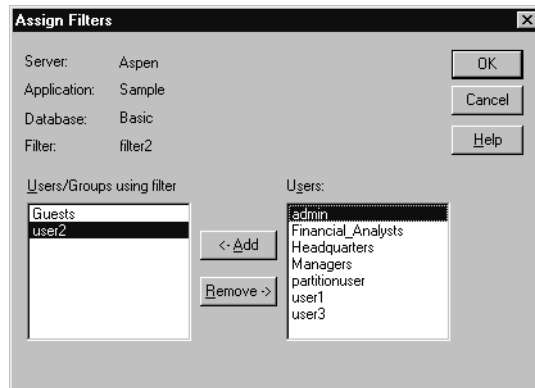 Assign Filters
Server: Aspen
Application: Sample
Database: Basic
Filter: filter2
OK
Cancel
Help
Users/Groups using filter
Guests
user2
<- Add
Remove ->
Users:
admin
Financial_Analysts
Headquarters
Managers
partitionuser
user1
user3